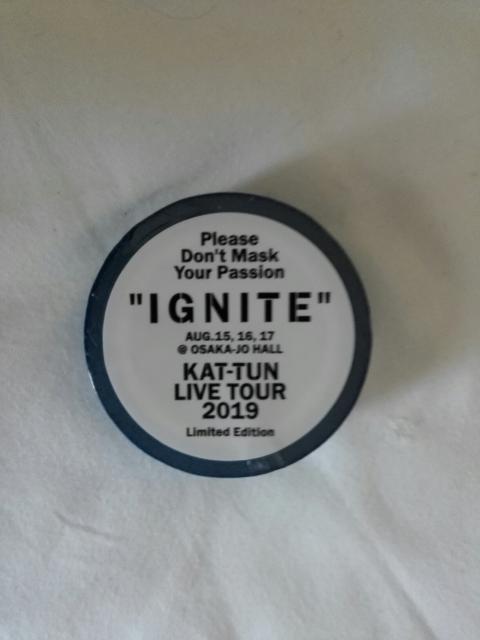 Please
Don't Mask
Your Passion
"IGNITE"
AUG.15, 16, 17
@ OSAKA-JO HALL
KAT-TUN
LIVE TOUR
2019
Limited Edition